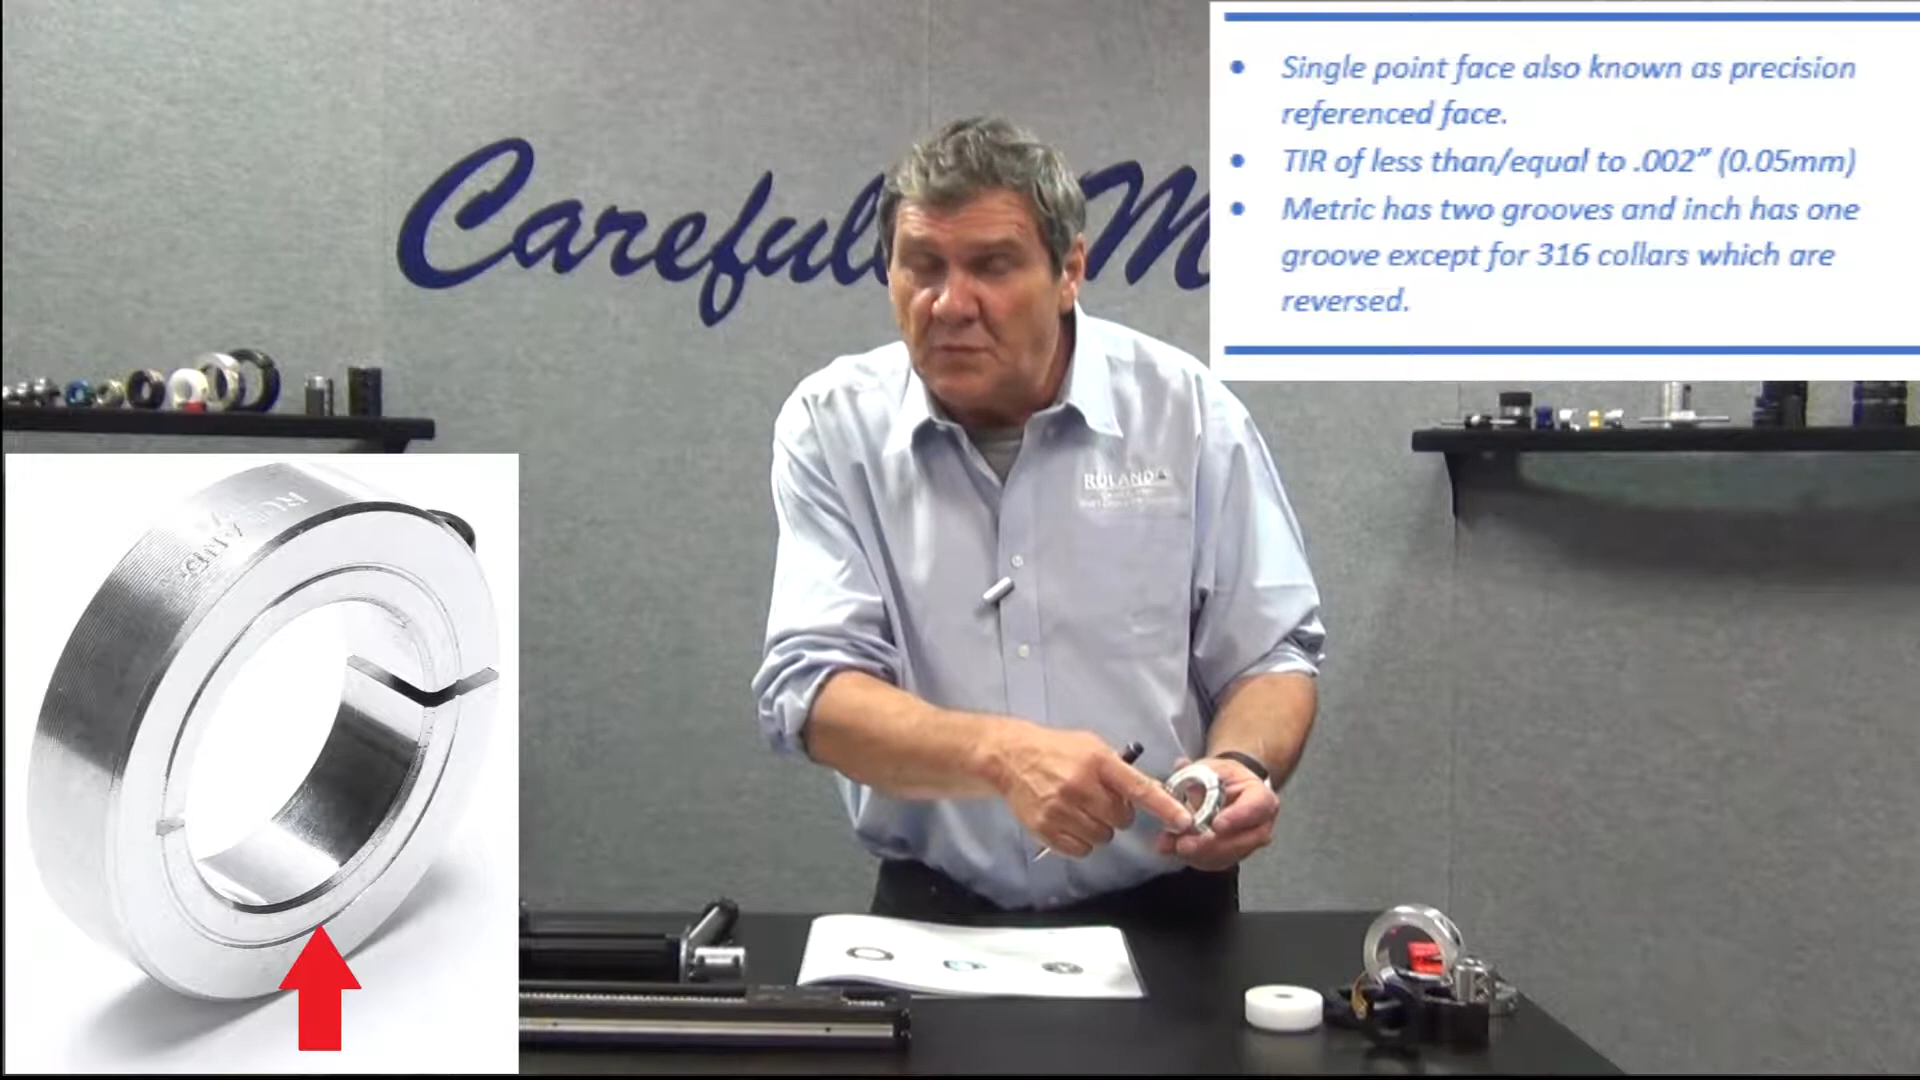 Single point face also known as precision
referenced face.
TIR of less than/equal to .002" (0.05mm)
Metric has two grooves and inch has one
groove except for 316 collars which are
reversed.
Careful M
RULAND
RULAND